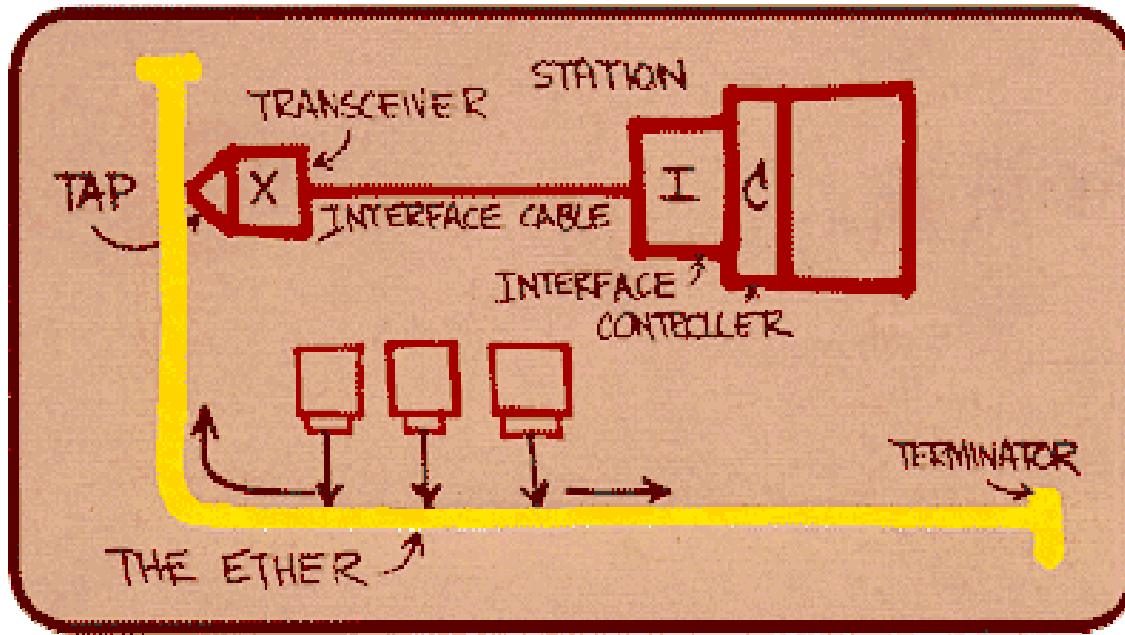 STATION
TRANSCEIVER
TAP
X
I
C
INTERFACE CABLE
INTERFACE
CONTROLLER
TERMINATOR
THE ETHER